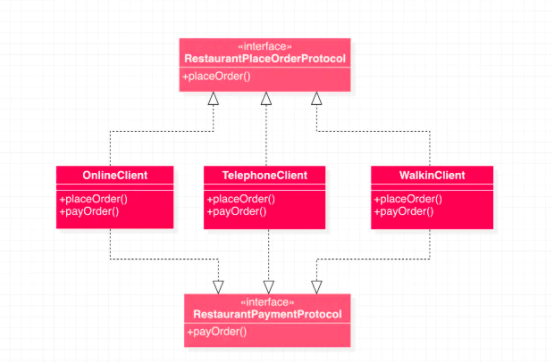 «interface»
RestaurantPlaceOrderProtocol
+placeOrder()
OnlineClient
+placeOrder()
+payOrder()
TelephoneClient
+placeOrder()
+payOrder()
WalkinClient
+placeOrder()
+payOrder()
«interface»
RestaurantPaymentProtocol
+payOrder()